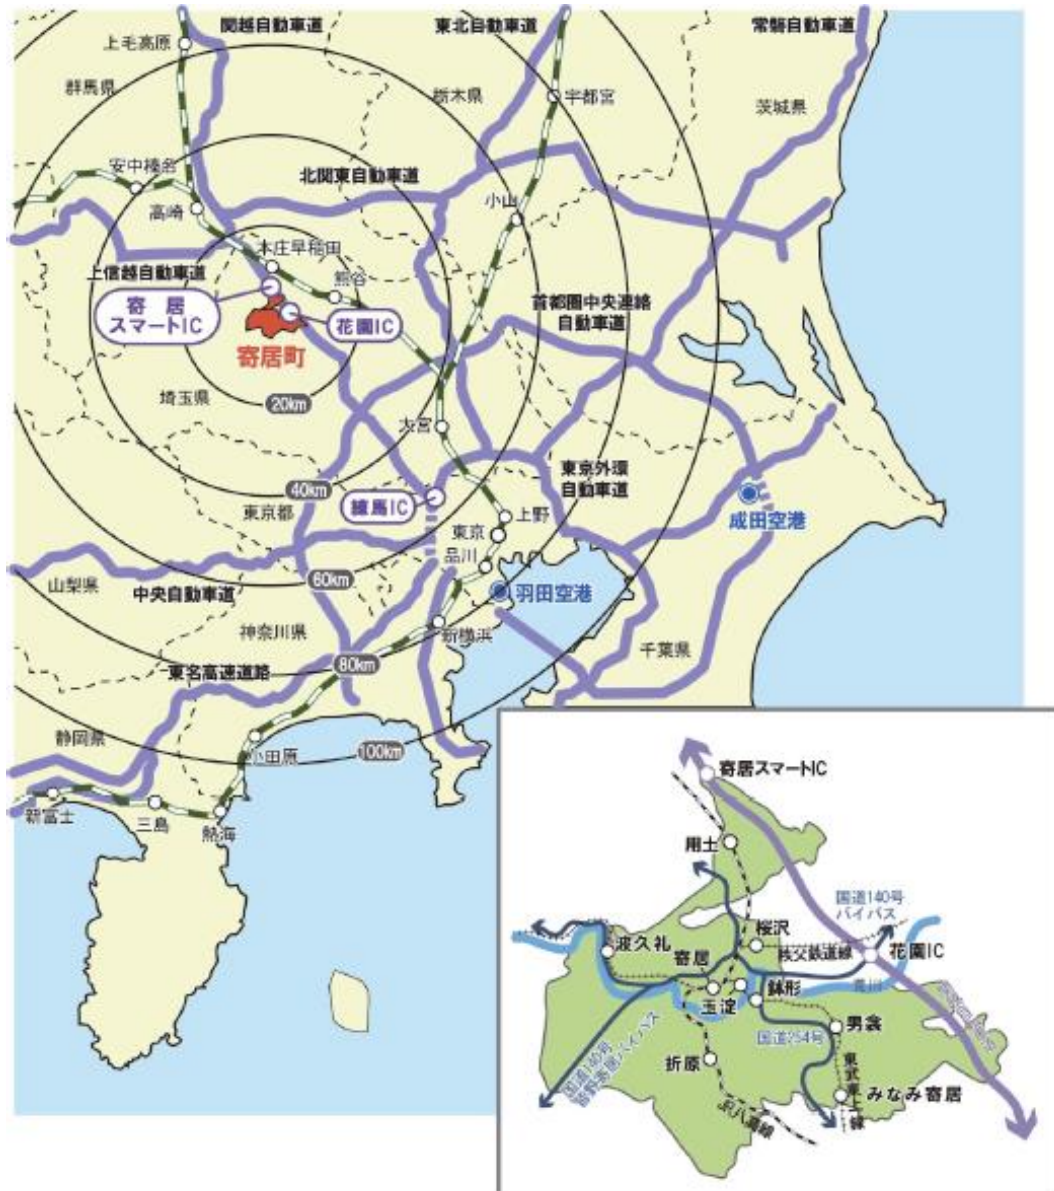 関越自動車道
東北自動車道
常磐自動車道
上毛高原
群馬県
栃木県
宇都宮
茨城県
安中榛名
北関東自動車道
高崎
小山
本庄早稲田
上信越自動車道
熊谷
寄居
スマートIC
花園IC
首都圏中央連絡
自動車道
寄居町
埼玉県
20km
大宮
東京外環
自動車道
40km
練馬IC
東京都
成田空港
上野
東京
品川
60km
山梨県
中央自動車道
羽田空港
神奈川県
新横浜
千葉県
80km
東名高速道路
静岡県
小田原
100km
新富士
三島
熱海
寄居スマートIC
用土
国道140号
バイパス
桜沢
波久礼
寄居
秩父鉄道線
花園IC
荒川
玉淀
鉢形
国道254号
男衾
国道140号
皆野寄居バイパス
折原
東武東上線
みなみ寄居
JR八高線